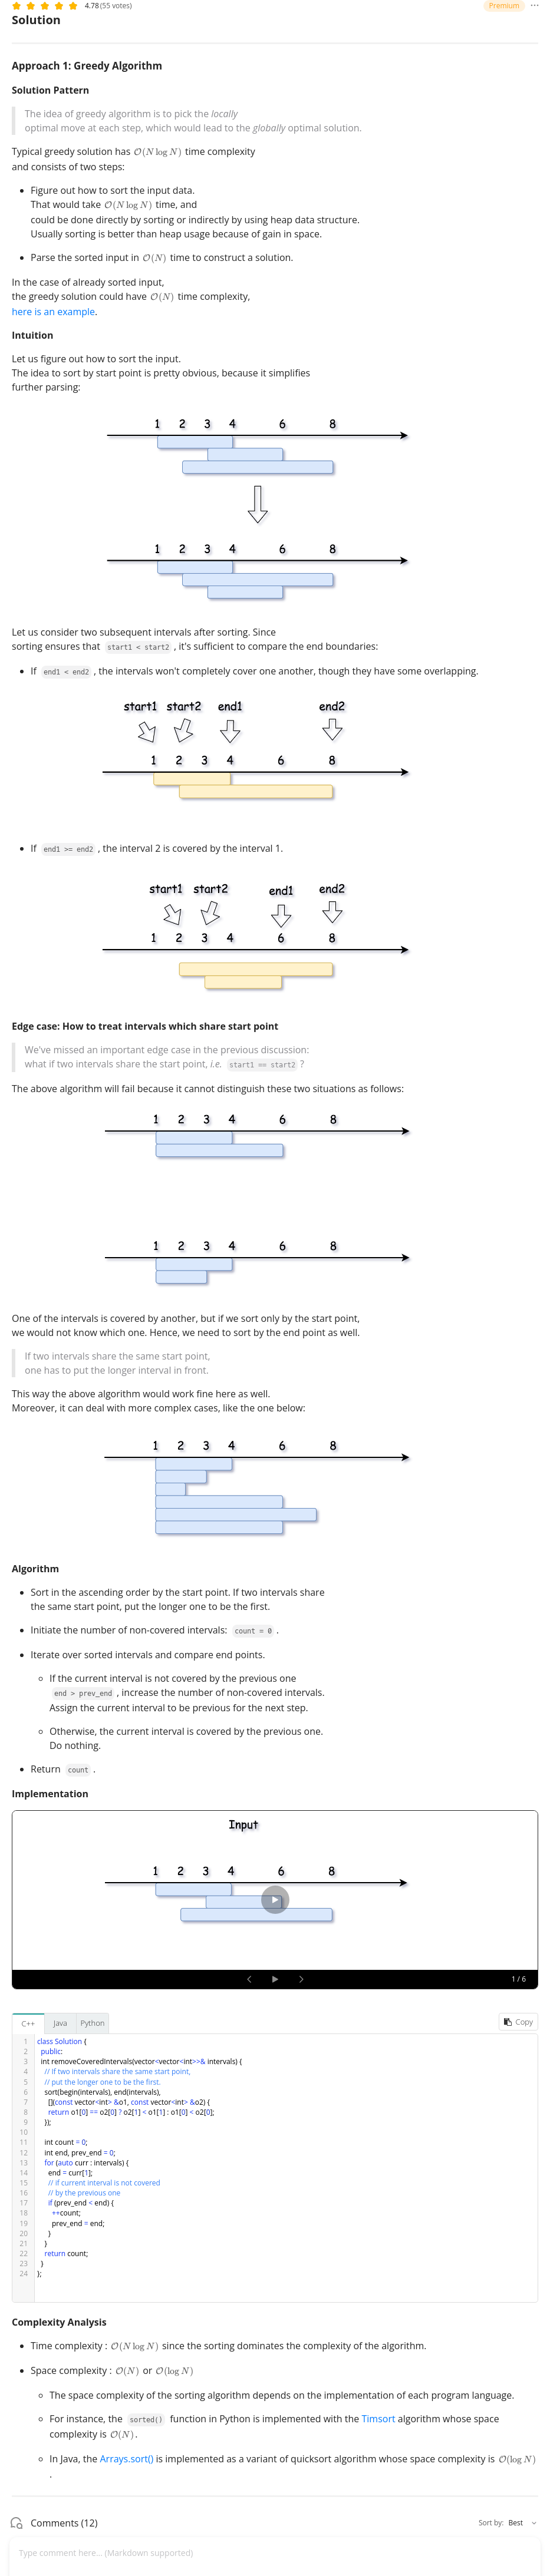 4.78 (55 votes)
Premium
Solution
Approach 1: Greedy Algorithm
Solution Pattern
The idea of greedy algorithm is to pick the locally
optimal move at each step, which would lead to the globally optimal solution.
Typical greedy solution has O(N log N) time complexity
and consists of two steps:
• Figure out how to sort the input data.
That would take O(N log N) time, and
could be done directly by sorting or indirectly by using heap data structure.
Usually sorting is better than heap usage because of gain in space.
• Parse the sorted input in O(N) time to construct a solution.
In the case of already sorted input,
the greedy solution could have O(N) time complexity,
here is an example.
Intuition
Let us figure out how to sort the input.
The idea to sort by start point is pretty obvious, because it simplifies
further parsing:
1 2 3 4 6 8
1 2 3 4 6 8
Let us consider two subsequent intervals after sorting. Since
sorting ensures that start1 < start2 , it's sufficient to compare the end boundaries:
• If end1 < end2 , the intervals won't completely cover one another, though they have some overlapping.
start1 start2 end1 end2
1 2 3 4 6 8
• If end1 >= end2 , the interval 2 is covered by the interval 1.
start1 start2 end1 end2
1 2 3 4 6 8
Edge case: How to treat intervals which share start point
We've missed an important edge case in the previous discussion:
what if two intervals share the start point, i.e. start1 == start2 ?
The above algorithm will fail because it cannot distinguish these two situations as follows:
1 2 3 4 6 8
1 2 3 4 6 8
One of the intervals is covered by another, but if we sort only by the start point,
we would not know which one. Hence, we need to sort by the end point as well.
If two intervals share the same start point,
one has to put the longer interval in front.
This way the above algorithm would work fine here as well.
Moreover, it can deal with more complex cases, like the one below:
1 2 3 4 6 8
Algorithm
• Sort in the ascending order by the start point. If two intervals share
the same start point, put the longer one to be the first.
• Initiate the number of non-covered intervals: count = 0 .
• Iterate over sorted intervals and compare end points.
◦ If the current interval is not covered by the previous one
end > prev_end , increase the number of non-covered intervals.
Assign the current interval to be previous for the next step.
◦ Otherwise, the current interval is covered by the previous one.
Do nothing.
• Return count .
Implementation
Input
1 2 3 4 6 8
1 / 6
C++ Java Python Copy
1 class Solution {
2 public:
3 int removeCoveredIntervals(vector<vector<int>>& intervals) {
4 // if two intervals share the same start point,
5 // put the longer one to be the first.
6 sort(begin(intervals), end(intervals),
7 [](const vector<int> &o1, const vector<int> &o2) {
8 return o1[0] == o2[0] ? o2[1] < o1[1] : o1[0] < o2[0];
9 });
10
11 int count = 0;
12 int end, prev_end = 0;
13 for (auto curr : intervals) {
14 end = curr[1];
15 // if current interval is not covered
16 // by the previous one
17 if (prev_end < end) {
18 ++count;
19 prev_end = end;
20 }
21 }
22 return count;
23 }
24 };
Complexity Analysis
• Time complexity : O(N log N) since the sorting dominates the complexity of the algorithm.
• Space complexity : O(N) or O(log N)
◦ The space complexity of the sorting algorithm depends on the implementation of each program language.
◦ For instance, the sorted() function in Python is implemented with the Timsort algorithm whose space
complexity is O(N).
◦ In Java, the Arrays.sort() is implemented as a variant of quicksort algorithm whose space complexity is O(log N)
.
Comments (12)
Sort by: Best
Type comment here... (Markdown supported)